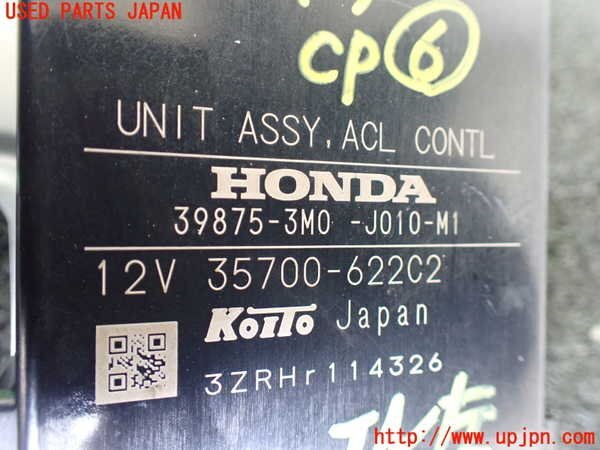 USED PARTS JAPAN
CP⑥
UNIT ASSY, ACL CONTL
HONDA
39875-3M0 -J010-M1
12V 35700-622C2
KOITO Japan
3ZRHr114326
http://www.upjpn.com/